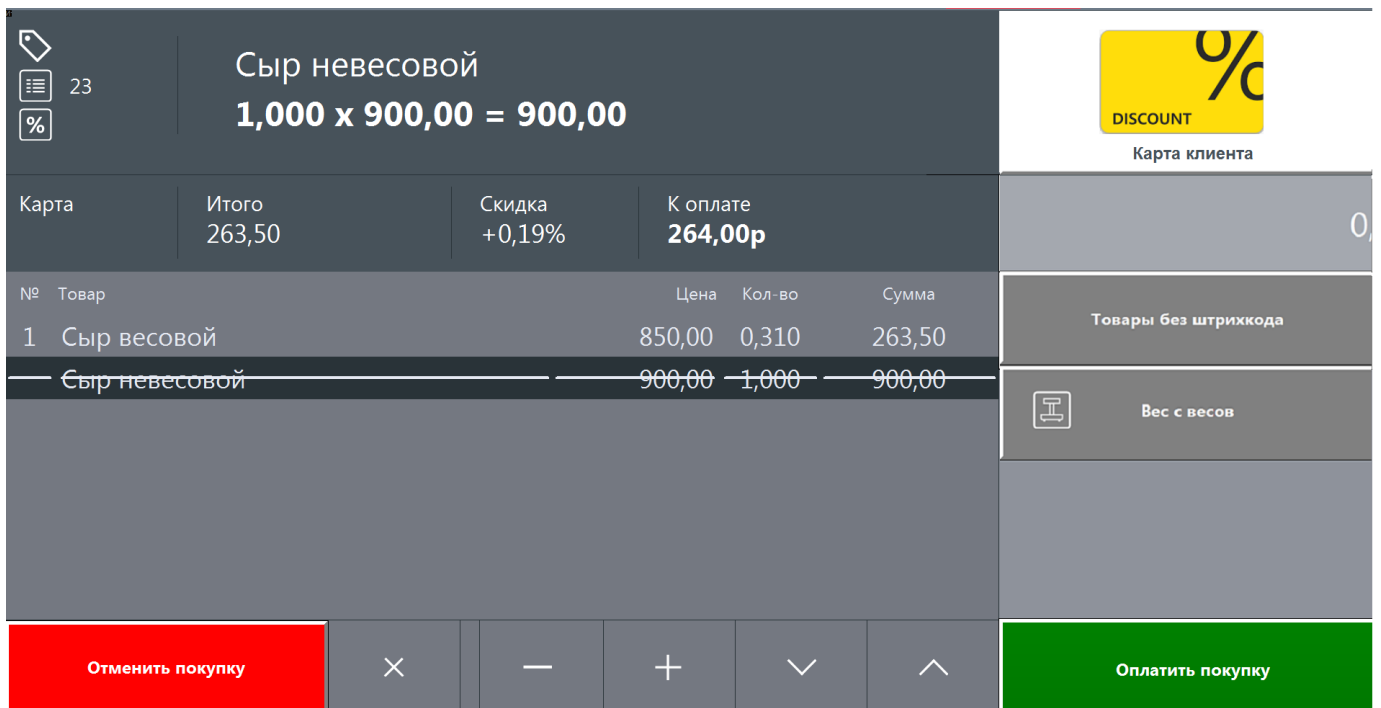 Сыр невесовой
23
1,000 x 900,00 = 900,00
%
%
DISCOUNT
Карта клиента
Карта Итого Скидка К оплате
263,50 +0,19% 264,00р
0,
№ Товар Цена Кол-во Сумма
1 Сыр весовой 850,00 0,310 263,50
Сыр невесовой 900,00 1,000 900,00
Товары без штрихкода
Вес с весов
Отменить покупку
Оплатить покупку